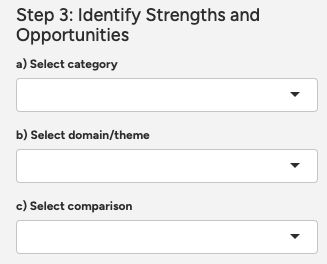 Step 3: Identify Strengths and
Opportunities
a) Select category
b) Select domain/theme
c) Select comparison